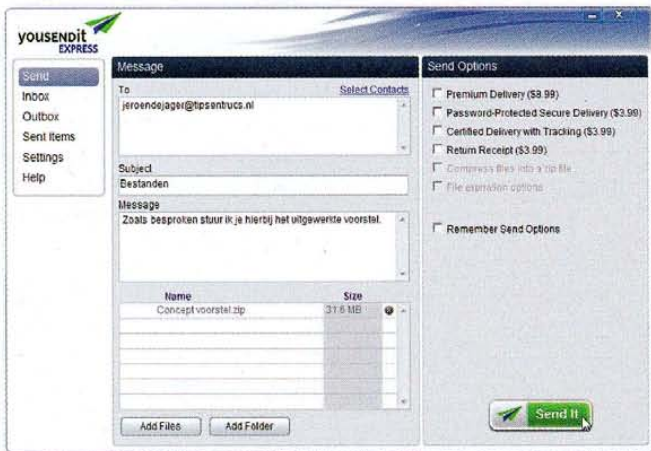 yousendit
EXPRESS
Send
Inbox
Outbox
Sent Items
Settings
Help
Message
To Select Contacts
jeroendejager@tipsentrucs.nl
Subject
Bestanden
Message
Zoals besproken stuur ik je hierbij het uitgewerkte voorstel.
Name Size
Concept voorstel.zip 31.6 MB
Add Files Add Folder
Send Options
Premium Delivery ($8.99)
Password-Protected Secure Delivery ($3.99)
Certified Delivery with Tracking ($3.99)
Return Receipt ($3.99)
Compress files into a zip file
File expiration options
Remember Send Options
Send It